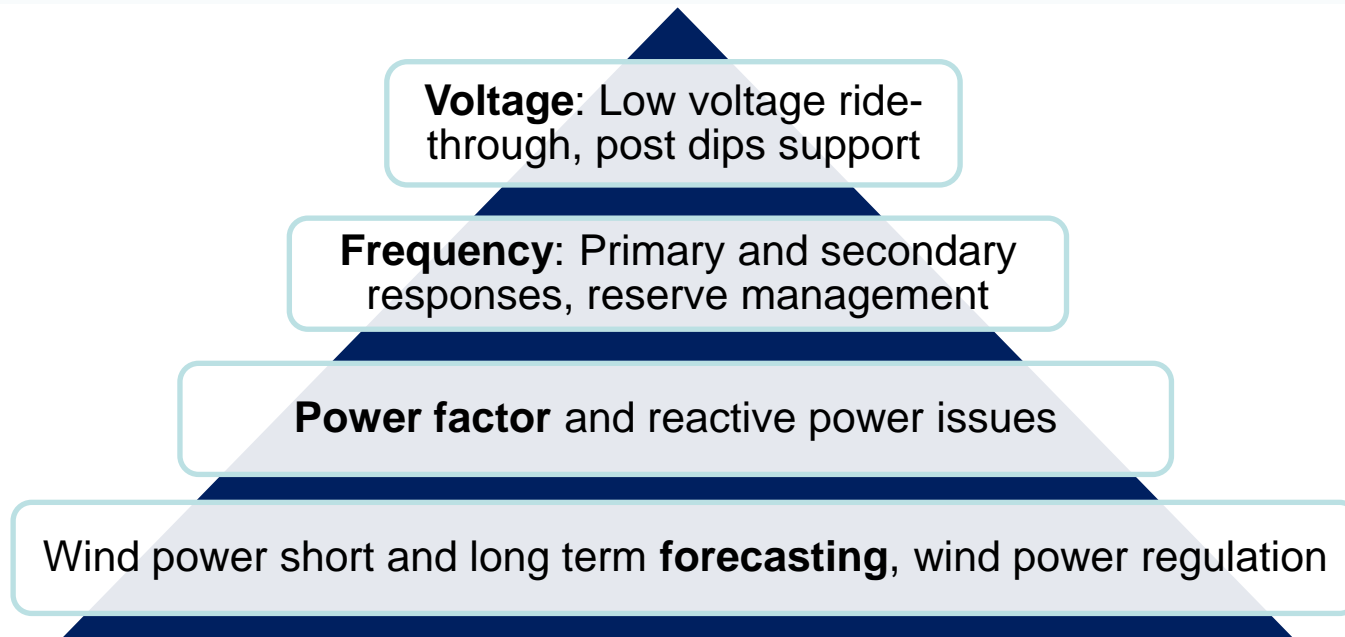 Voltage: Low voltage ride-
through, post dips support
Frequency: Primary and secondary
responses, reserve management
Power factor and reactive power issues
Wind power short and long term forecasting, wind power regulation